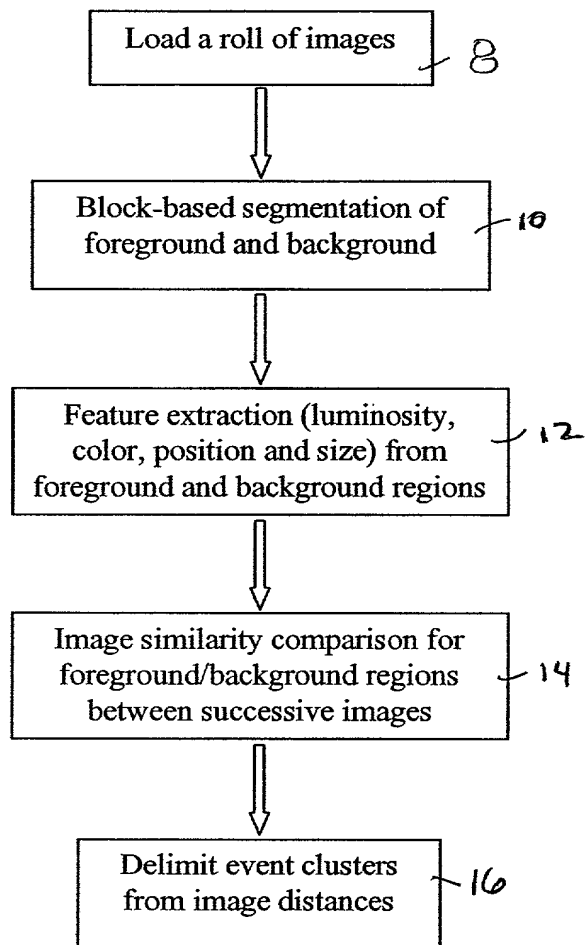 Load a roll of images
8
Block-based segmentation of
foreground and background
10
Feature extraction (luminosity,
color, position and size) from
foreground and background regions
12
Image similarity comparison for
foreground/background regions
between successive images
14
Delimit event clusters
from image distances
16